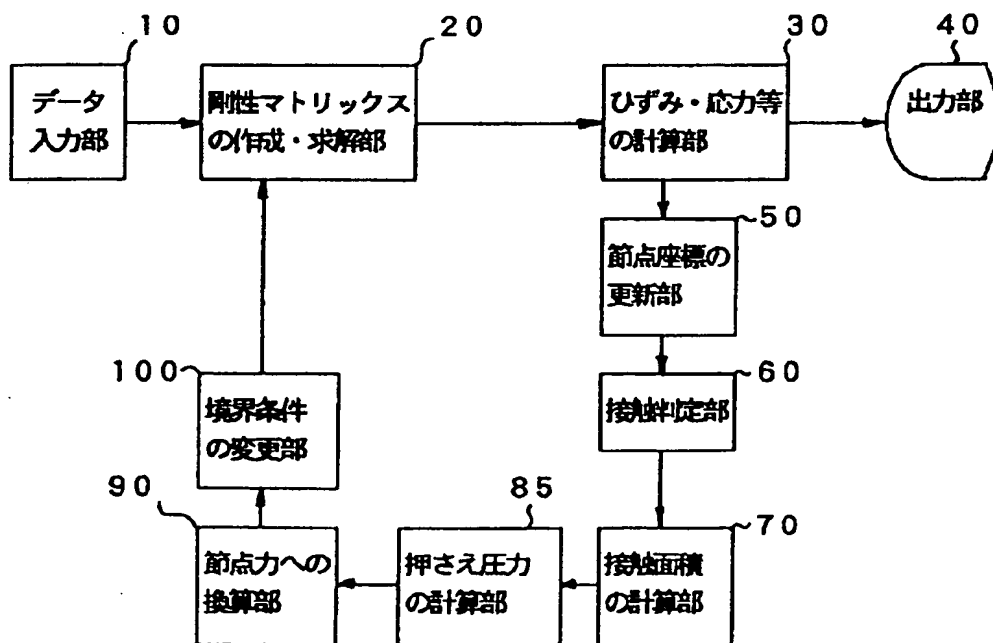 10
20
30
40
データ
入力部
剛性マトリックス
の作成・求解部
ひずみ・応力等
の計算部
出力部
50
節点座標の
更新部
100
60
境界条件
の変更部
接触判定部
90
85
70
節点力への
換算部
押さえ圧力
の計算部
接触面積
の計算部